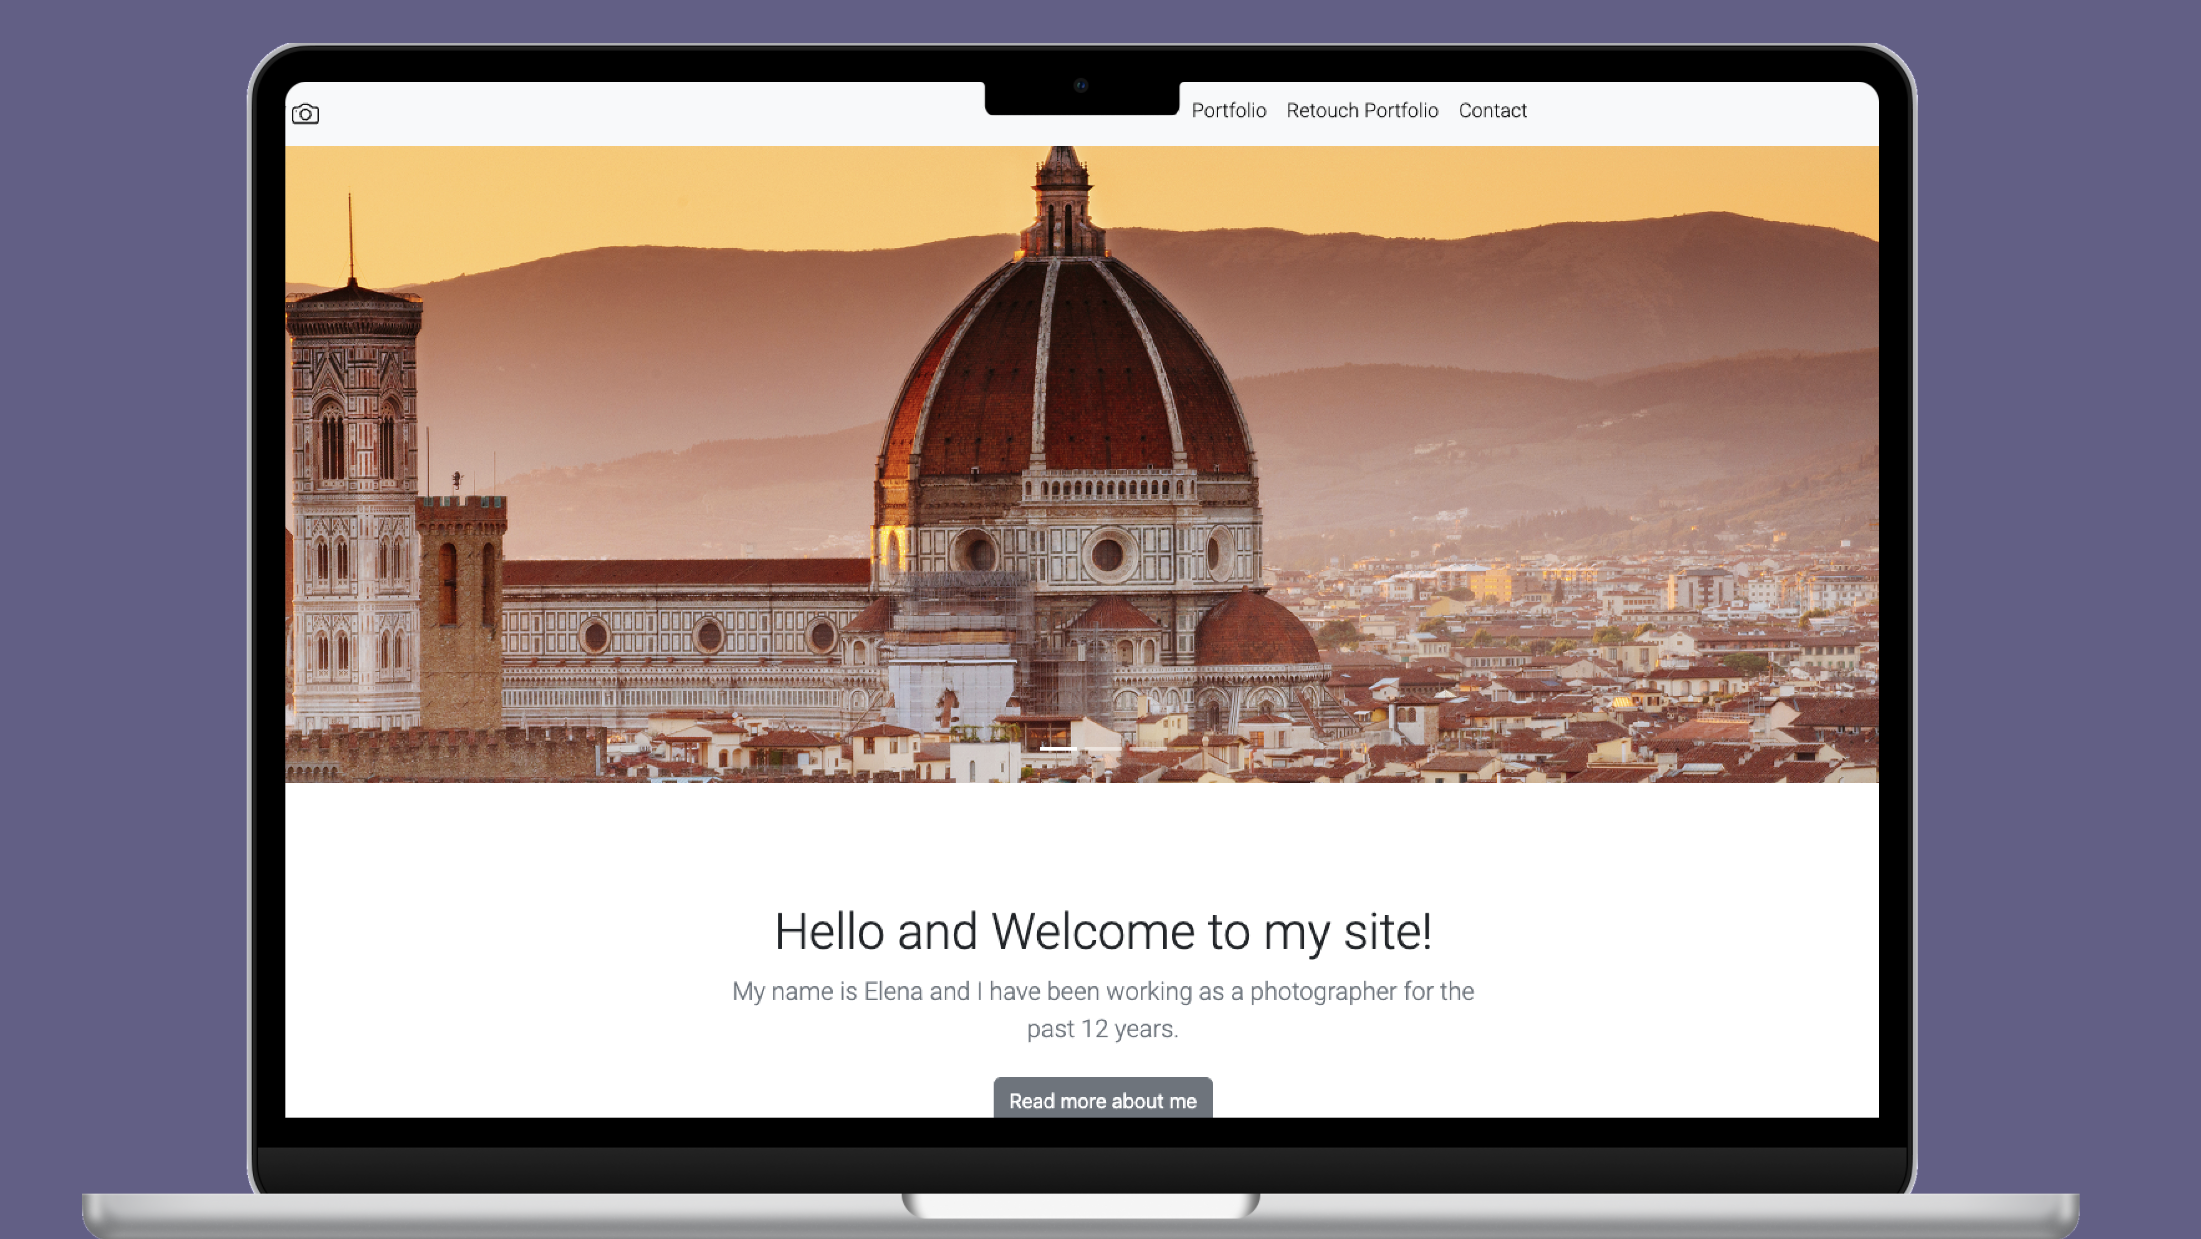 Portfolio Retouch Portfolio Contact
Hello and Welcome to my site!
My name is Elena and I have been working as a photographer for the
past 12 years.
Read more about me